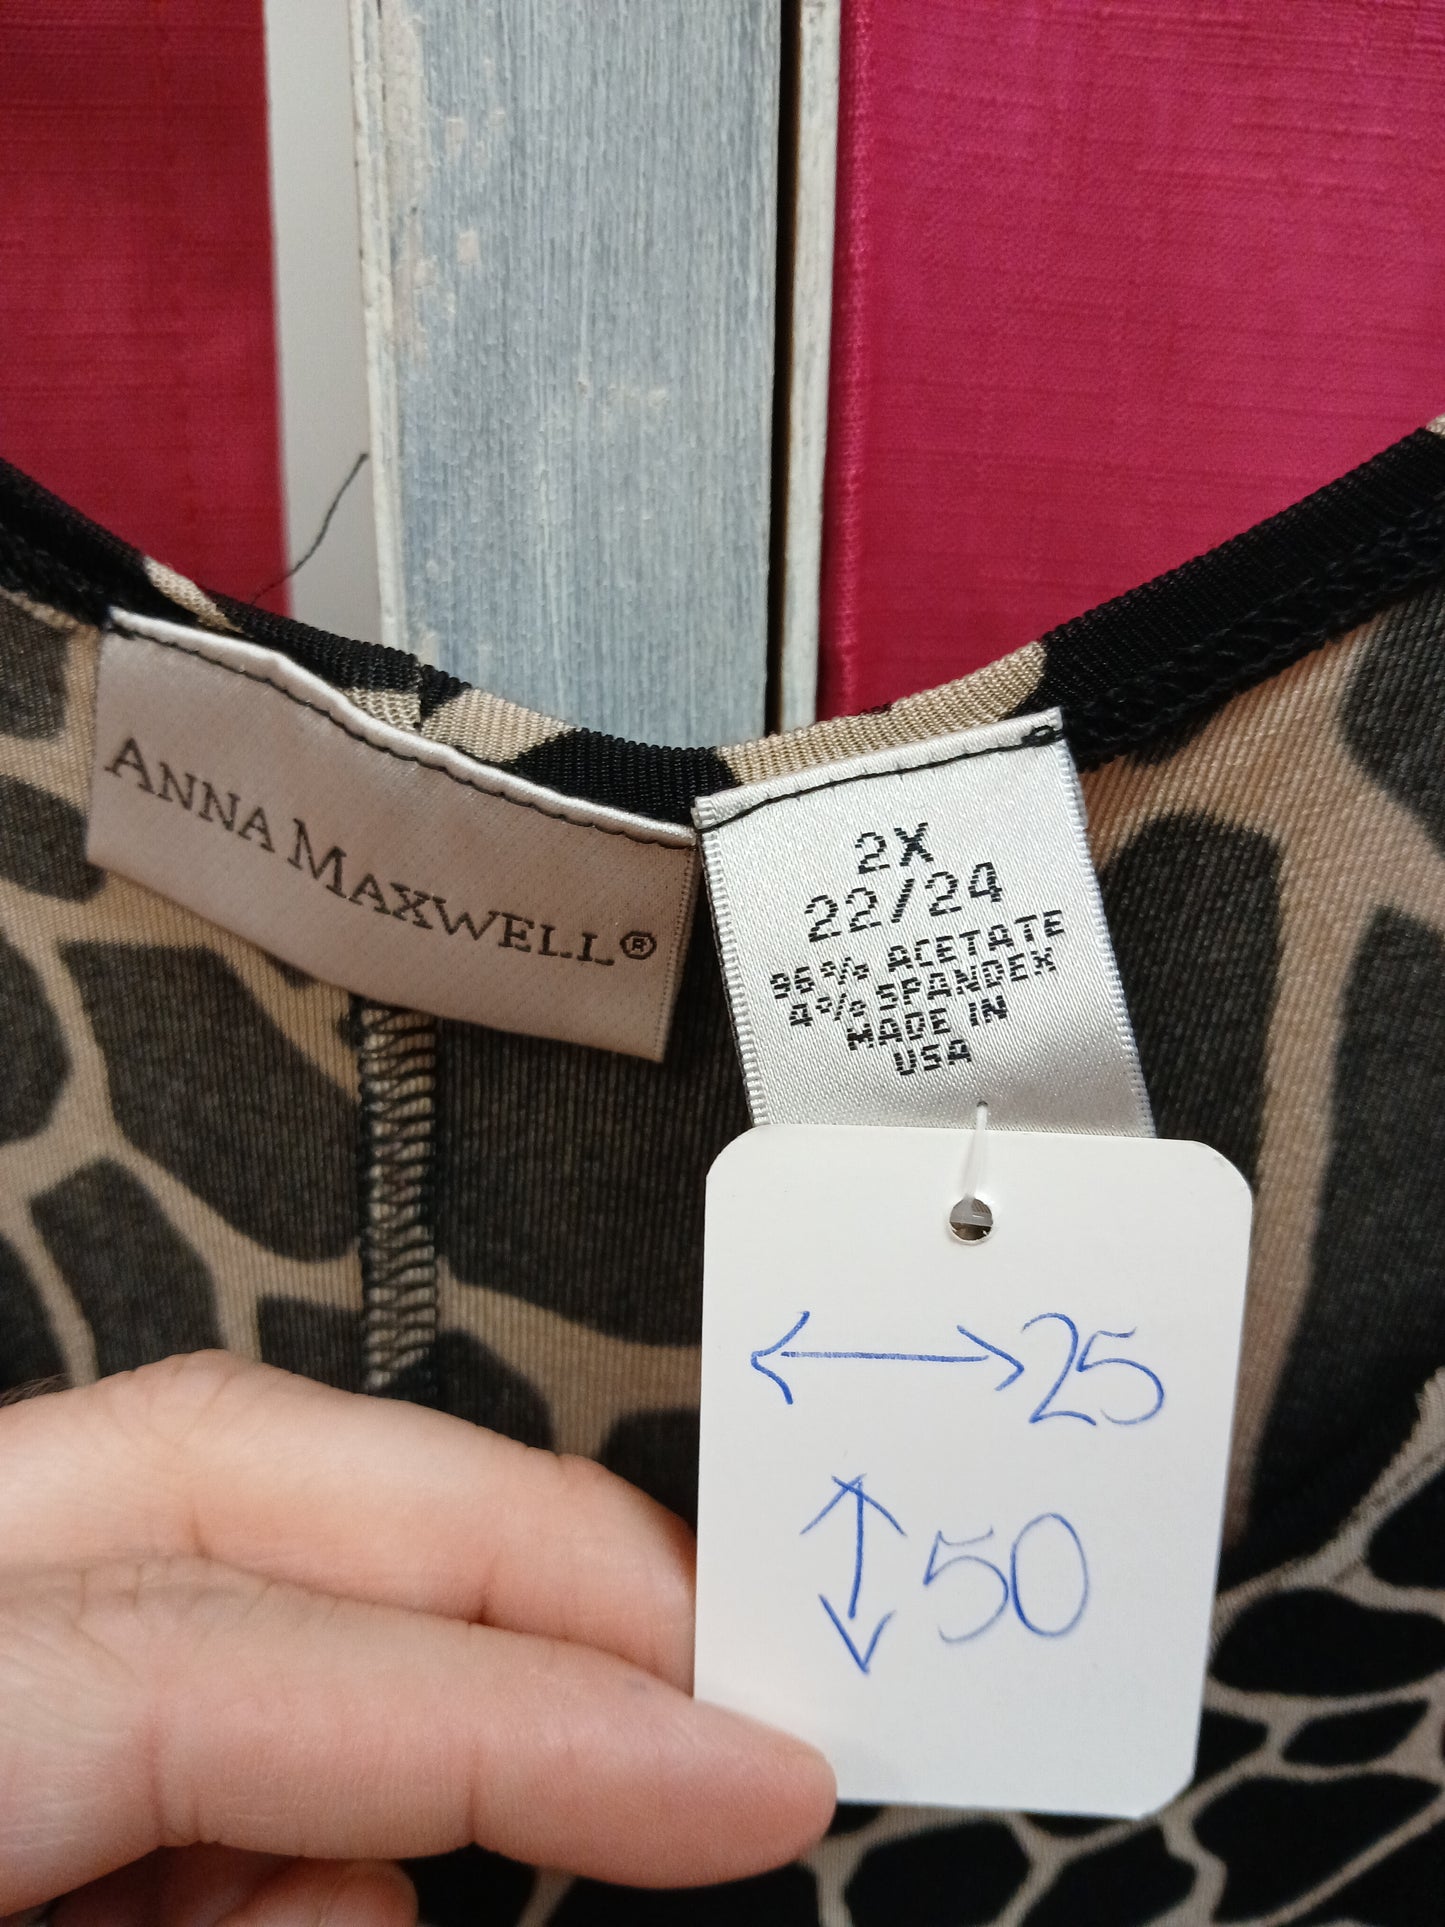 ANNA MAXWELL®
2X
22/24
96% ACETATE
4% SPANDEX
MADE IN
USA
↔ 25
↕ 50